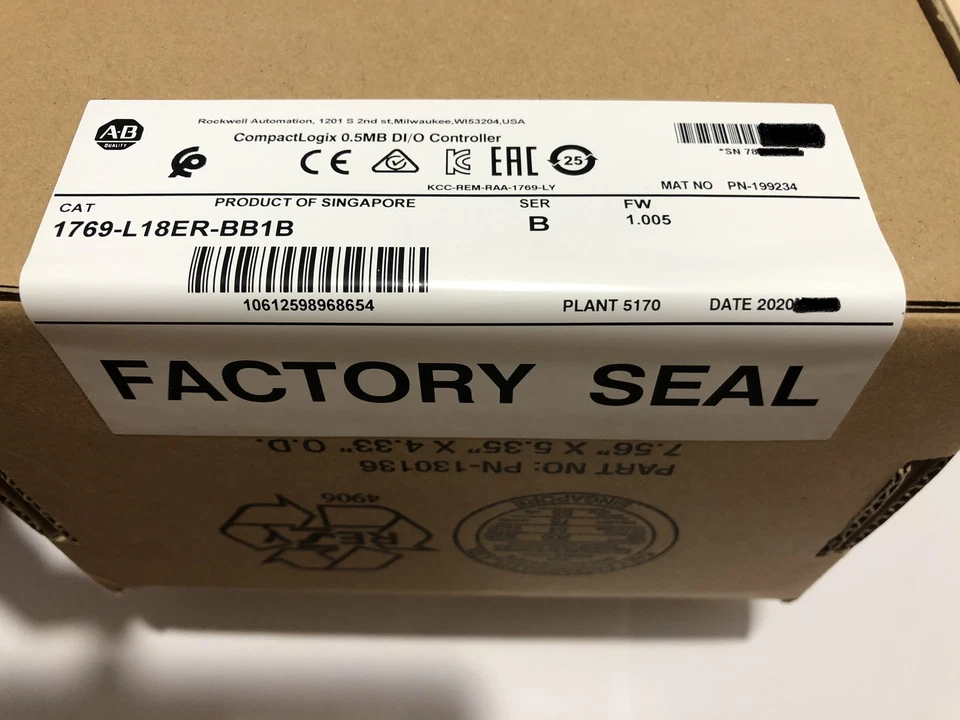 A-B
QUALITY
Rockwell Automation, 1201 S 2nd st,Milwaukee,WI53204,USA
CompactLogix 0.5MB DI/O Controller
CE
EAC
25
KCC-REM-RAA-1769-LY
*SN 78
MAT NO PN-199234
CAT
PRODUCT OF SINGAPORE
SER
FW
1769-L18ER-BB1B
B
1.005
10612598968654
PLANT 5170
DATE 2020
FACTORY SEAL
7.56" X 5.35" X 4.33" O.D.
PART NO: PN-130136
4906
SINGAPORE